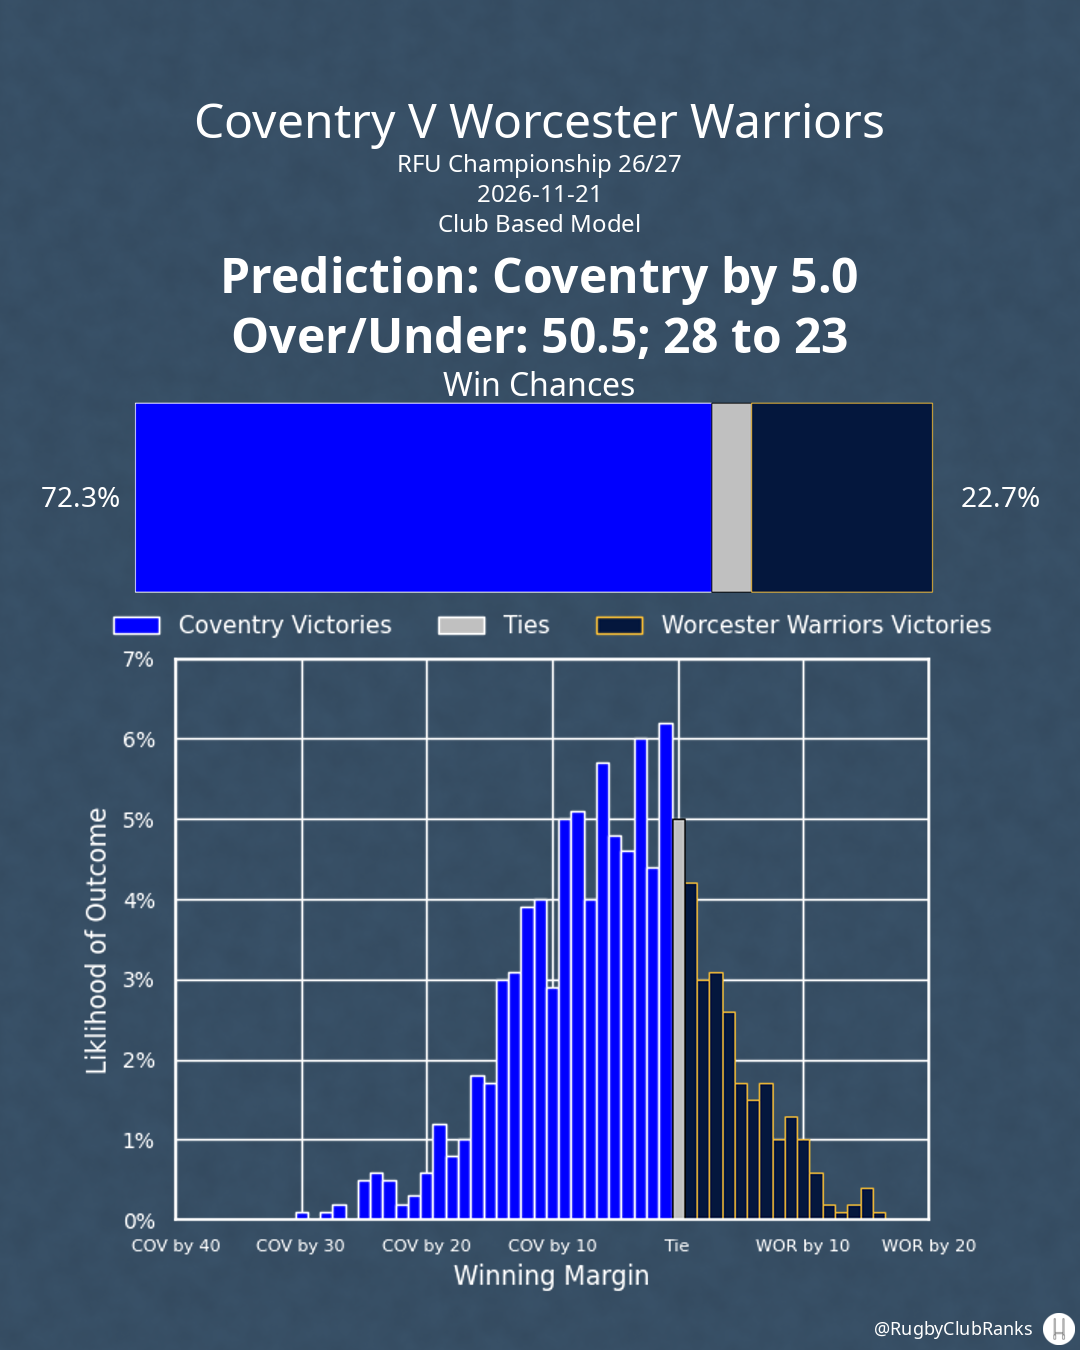 Coventry V Worcester Warriors
RFU Championship 26/27
2026-11-21
Club Based Model
Prediction: Coventry by 5.0
Over/Under: 50.5; 28 to 23
Win Chances
72.3%
22.7%
Coventry Victories
Ties
Worcester Warriors Victories
7%
6%
5%
4%
3%
2%
1%
0%
Liklihood of Outcome
COV by 40
COV by 30
COV by 20
COV by 10
Tie
WOR by 10
WOR by 20
Winning Margin
@RugbyClubRanks